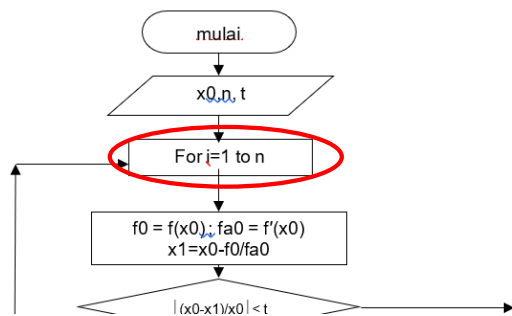 mulai.
x0,n, t
For i=1 to n
f0 = f(x0) ; fa0 = f'(x0)
x1=x0-f0/fa0
|(x0-x1)/x0| < t